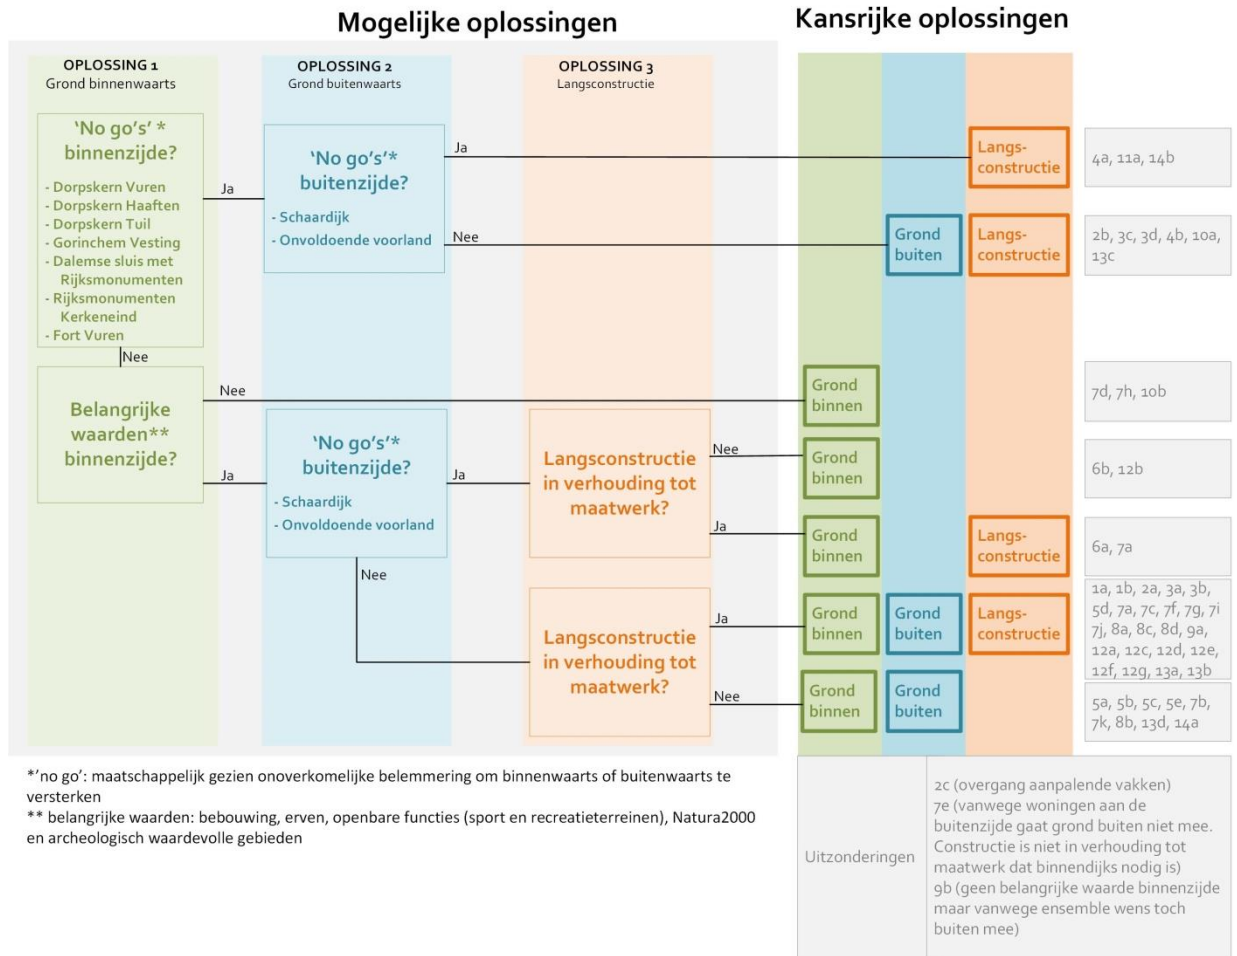 Mogelijke oplossingen
Kansrijke oplossingen
OPLOSSING 1
Grond binnenwaarts
OPLOSSING 2
Grond buitenwaarts
OPLOSSING 3
Langsconstructie
‘No go’s’ *
binnenzijde?
- Dorpskern Vuren
- Dorpskern Haaften
- Dorpskern Tuil
- Gorinchem Vesting
- Dalemse sluis met
Rijksmonumenten
- Rijksmonumenten
Kerkeneind
- Fort Vuren
Ja
‘No go’s’*
buitenzijde?
- Schaardijk
- Onvoldoende voorland
Ja
Langs-
constructie
4a, 11a, 14b
Nee
Grond
buiten
Langs-
constructie
2b, 3c, 3d, 4b, 10a,
13c
Nee
Belangrijke
waarden**
binnenzijde?
Nee
Grond
binnen
7d, 7h, 10b
Ja
‘No go’s’*
buitenzijde?
- Schaardijk
- Onvoldoende voorland
Ja
Langsconstructie
in verhouding tot
maatwerk?
Nee
Grond
binnen
6b, 12b
Ja
Grond
binnen
Langs-
constructie
6a, 7a
Nee
Langsconstructie
in verhouding tot
maatwerk?
Ja
Grond
binnen
Grond
buiten
Langs-
constructie
1a, 1b, 2a, 3a, 3b,
5d, 7a, 7c, 7f, 7g, 7i
7j, 8a, 8c, 8d, 9a,
12a, 12c, 12d, 12e,
12f, 12g, 13a, 13b
Nee
Grond
binnen
Grond
buiten
5a, 5b, 5c, 5e, 7b,
7k, 8b, 13d, 14a
*’no go’: maatschappelijk gezien onoverkomelijke belemmering om binnenwaarts of buitenwaarts te
versterken
** belangrijke waarden: bebouwing, erven, openbare functies (sport en recreatieterreinen), Natura2000
en archeologisch waardevolle gebieden
Uitzonderingen
2c (overgang aanpalende vakken)
7e (vanwege woningen aan de
buitenzijde gaat grond buiten niet mee.
Constructie is niet in verhouding tot
maatwerk dat binnendijks nodig is)
9b (geen belangrijke waarde binnenzijde
maar vanwege ensemble wens toch
buiten mee)